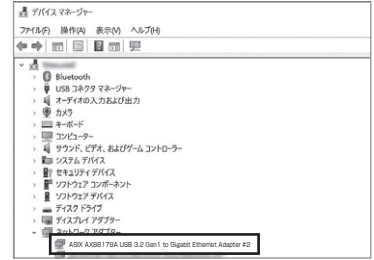 デバイス マネージャー
ファイル(F) 操作(A) 表示(V) ヘルプ(H)
Bluetooth
USB コネクタ マネージャー
オーディオの入力および出力
カメラ
キーボード
コンピューター
サウンド、ビデオ、およびゲーム コントローラー
システム デバイス
セキュリティ デバイス
ソフトウェア コンポーネント
ソフトウェア デバイス
ディスク ドライブ
ディスプレイ アダプター
ネットワーク アダプター
ASIX AX88179A USB 3.2 Gen1 to Gigabit Ethernet Adapter #2